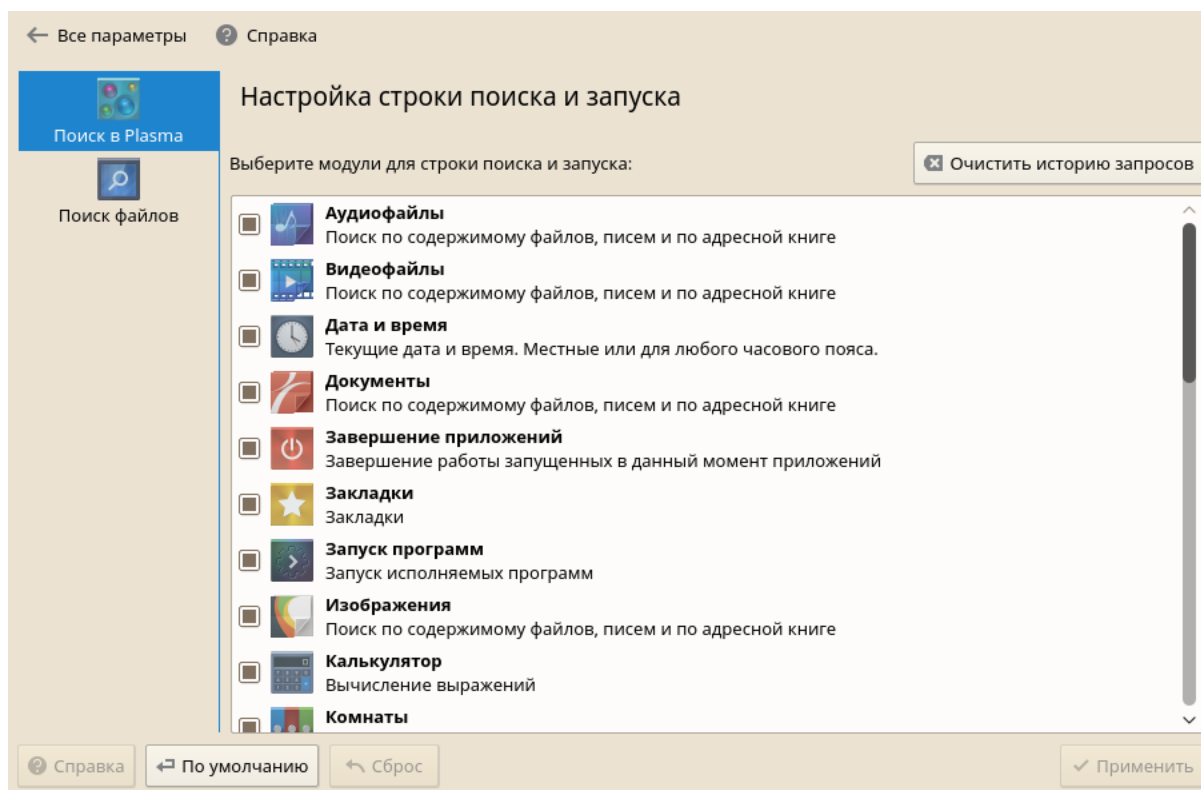 Все параметры
Справка
Поиск в Plasma
Поиск файлов
Настройка строки поиска и запуска
Выберите модули для строки поиска и запуска:
Очистить историю запросов
Аудиофайлы
Поиск по содержимому файлов, писем и по адресной книге
Видеофайлы
Поиск по содержимому файлов, писем и по адресной книге
Дата и время
Текущие дата и время. Местные или для любого часового пояса.
Документы
Поиск по содержимому файлов, писем и по адресной книге
Завершение приложений
Завершение работы запущенных в данный момент приложений
Закладки
Закладки
Запуск программ
Запуск исполняемых программ
Изображения
Поиск по содержимому файлов, писем и по адресной книге
Калькулятор
Вычисление выражений
Комнаты
Справка
По умолчанию
Сброс
Применить